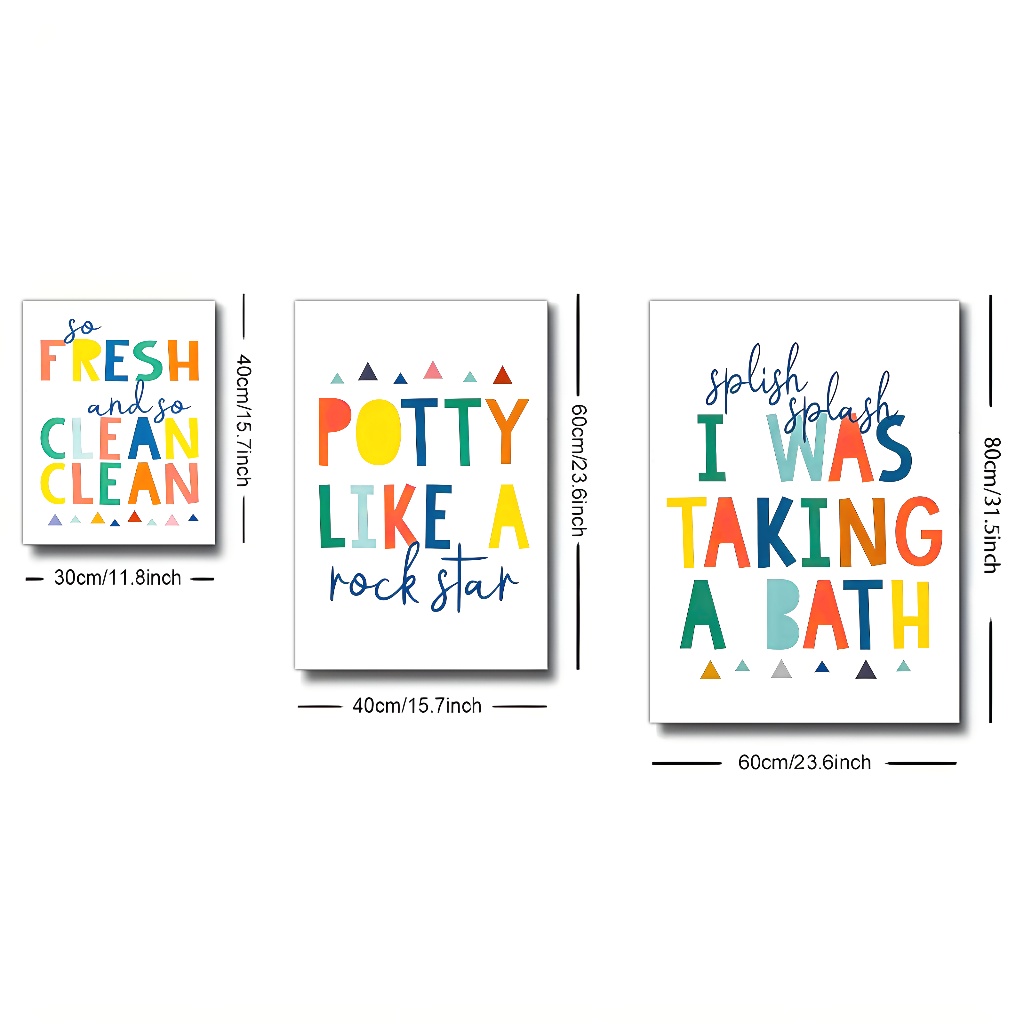 so
FRESH
and so
CLEAN
CLEAN
40cm/15.7inch
30cm/11.8inch
POTTY
LIKE A
rock star
60cm/23.6inch
40cm/15.7inch
splish
splash
I WAS
TAKING
A BATH
80cm/31.5inch
60cm/23.6inch